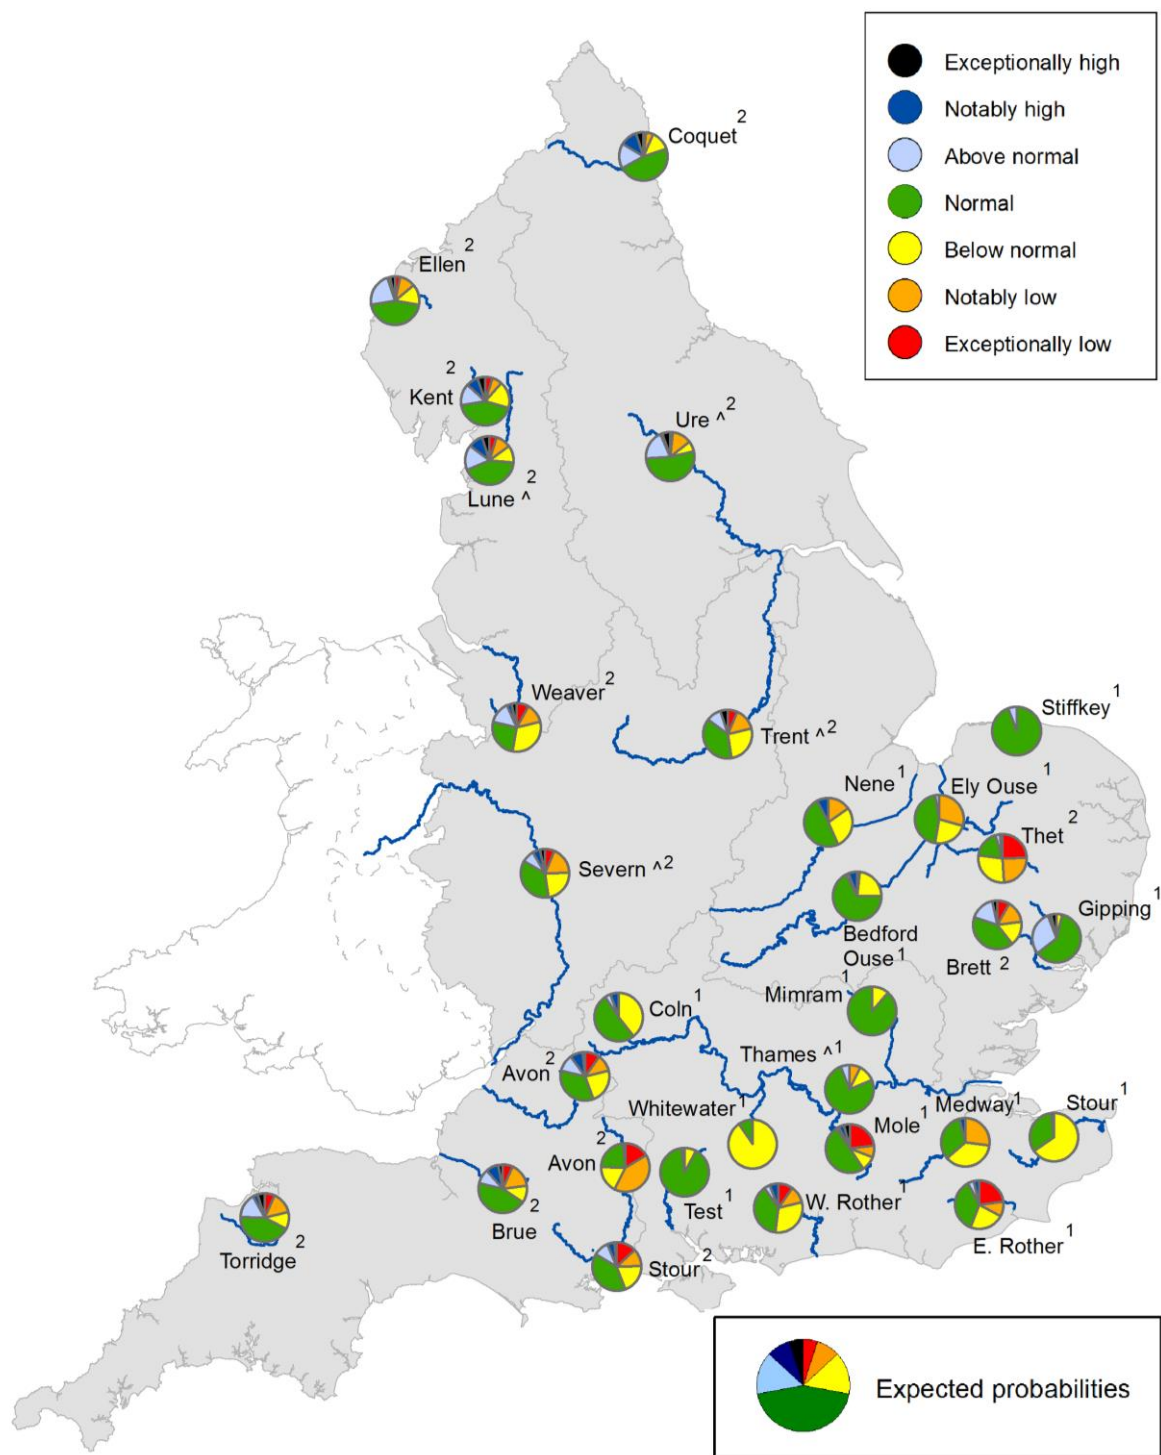 Exceptionally high
Notably high
Above normal
Normal
Below normal
Notably low
Exceptionally low
Coquet 2
Ellen 2
Kent 2
Ure ^ 2
Lune ^ 2
Weaver 2
Trent ^ 2
Stiffkey 1
Nene 1
Ely Ouse 1
Thet 2
Severn ^ 2
Gipping 1
Bedford
Ouse 1
Brett 2
Mimram 1
Coln 1
Avon 2
Thames ^ 1
Whitewater 1
Mole 1
Medway 1
Stour 1
Avon 2
Test 1
W. Rother 1
E. Rother 1
Brue 2
Torridge 2
Stour 2
Expected probabilities